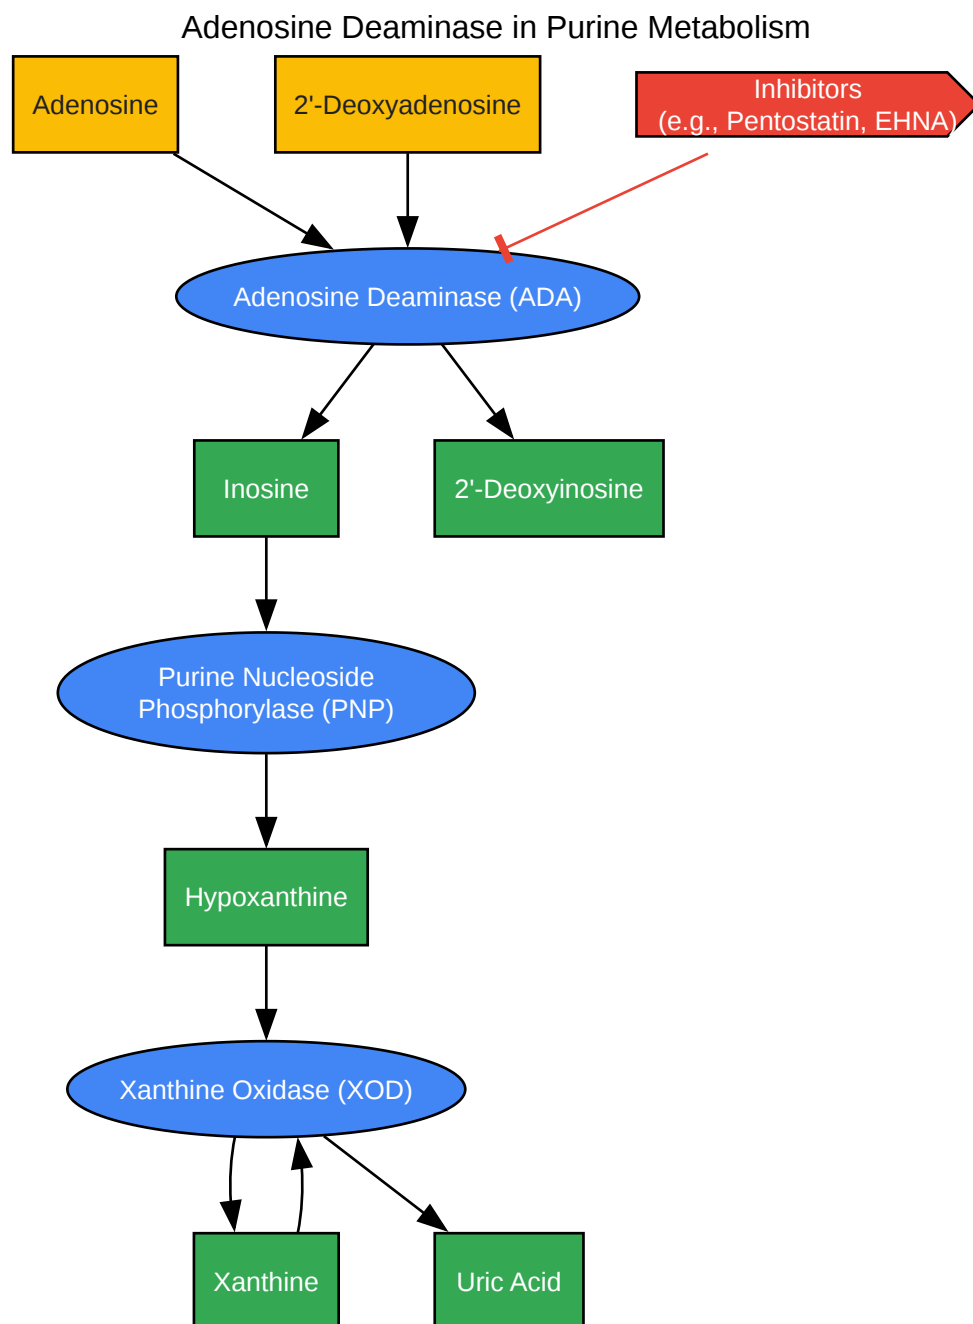 Adenosine Deaminase in Purine Metabolism
Adenosine
2'-Deoxyadenosine
Inhibitors
(e.g., Pentostatin, EHNA)
Adenosine Deaminase (ADA)
Inosine
2'-Deoxyinosine
Purine Nucleoside
Phosphorylase (PNP)
Hypoxanthine
Xanthine Oxidase (XOD)
Xanthine
Uric Acid